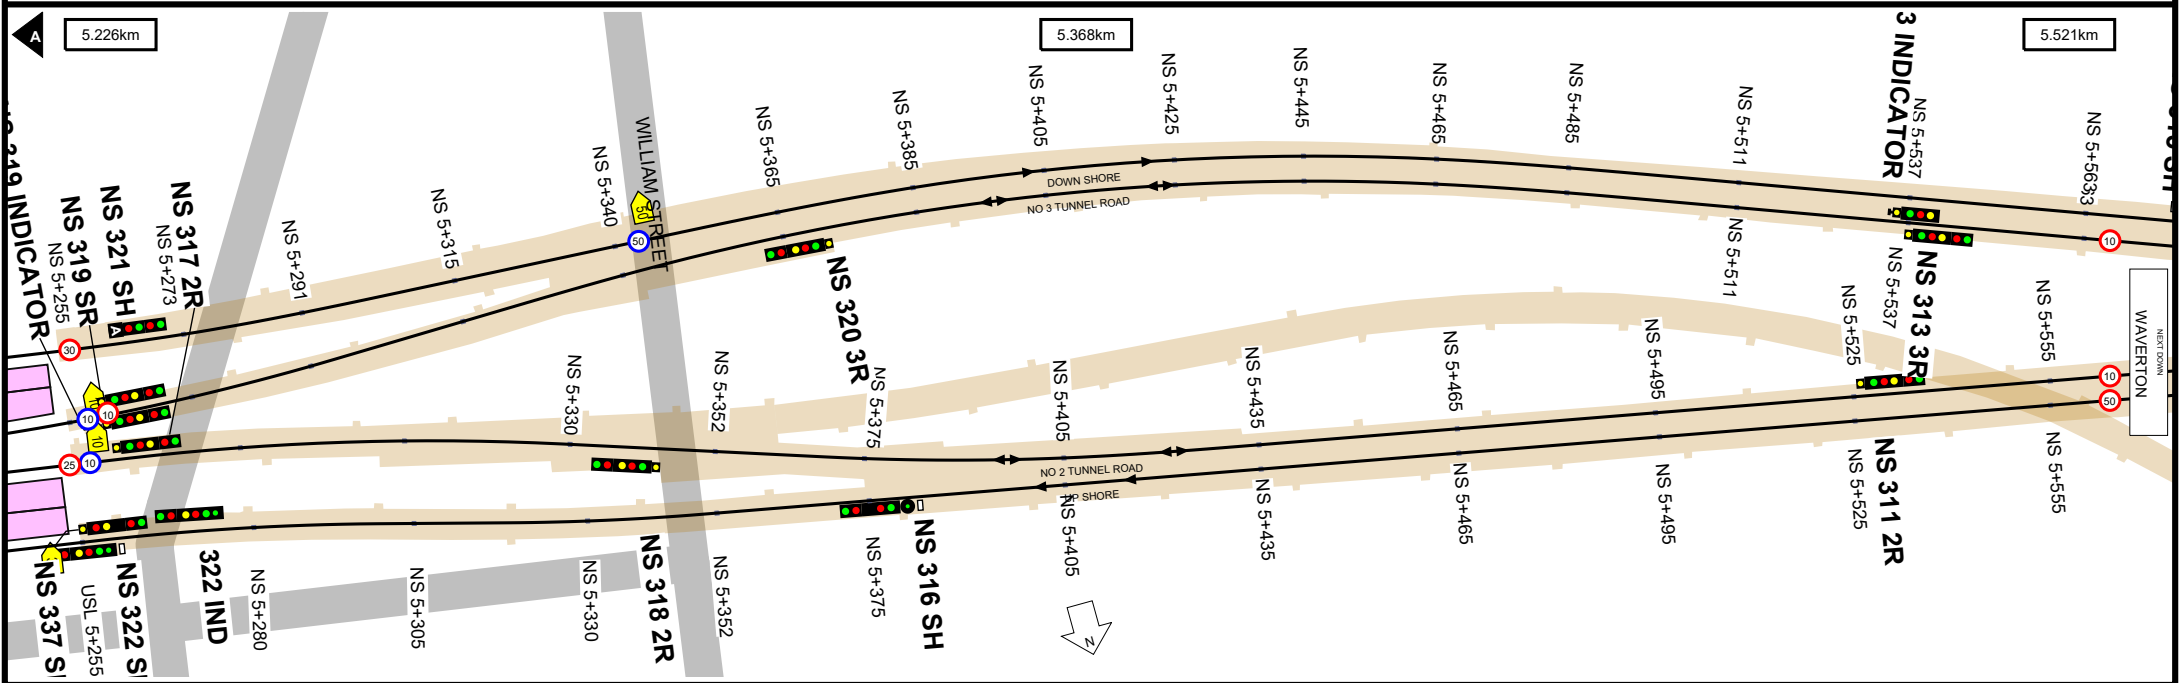 A
5.226km
5.368km
5.521km
319 INDICATOR
NS 5+255
NS 319 SR
NS 321 SH
NS 5+273
NS 317 2R
NS 5+291
NS 5+315
NS 5+340
WILLIAM STREET
NS 5+365
NS 5+385
NS 5+405
NS 5+425
NS 5+445
NS 5+465
NS 5+485
NS 5+511
3 INDICATOR
NS 5+537
NS 5+563
50
50
DOWN SHORE
NO 3 TUNNEL ROAD
A
30
10
10
10
10
25
10
NS 320 3R
NS 5+511
NS 5+537
NS 313 3R
10
NS 5+330
NS 5+352
NS 5+375
NS 5+405
NS 5+435
NS 5+465
NS 5+495
NS 5+525
NS 5+555
WAVERTON
NEXT DOWN
10
50
NO 2 TUNNEL ROAD
UP SHORE
NS 337 S
USL 5+255
NS 322 S
322 IND
NS 5+280
NS 5+305
NS 5+330
NS 318 2R
NS 5+352
NS 5+375
NS 316 SH
NS 5+405
N
NS 5+435
NS 5+465
NS 5+495
NS 5+525
NS 311 2R
NS 5+555